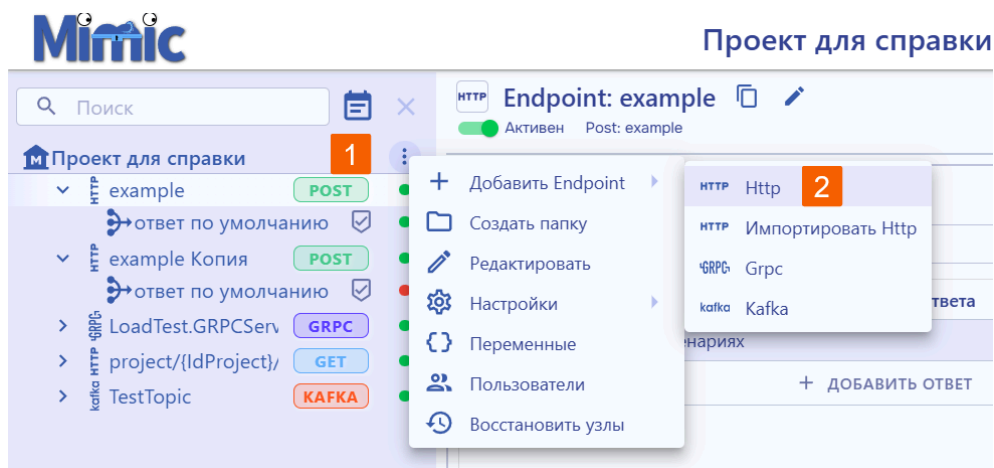 Mimic
Проект для справки
Поиск
HTTP Endpoint: example
Активен Post: example
Проект для справки 1
HTTP example POST
ответ по умолчанию
HTTP example Копия POST
ответ по умолчанию
GRPC LoadTest.GRPCServ GRPC
HTTP project/{IdProject}/ GET
kafka TestTopic KAFKA
Добавить Endpoint
Создать папку
Редактировать
Настройки
Переменные
Пользователи
Восстановить узлы
HTTP Http 2
HTTP Импортировать Http
GRPC Grpc
kafka Kafka
твета
нариях
+ ДОБАВИТЬ ОТВЕТ